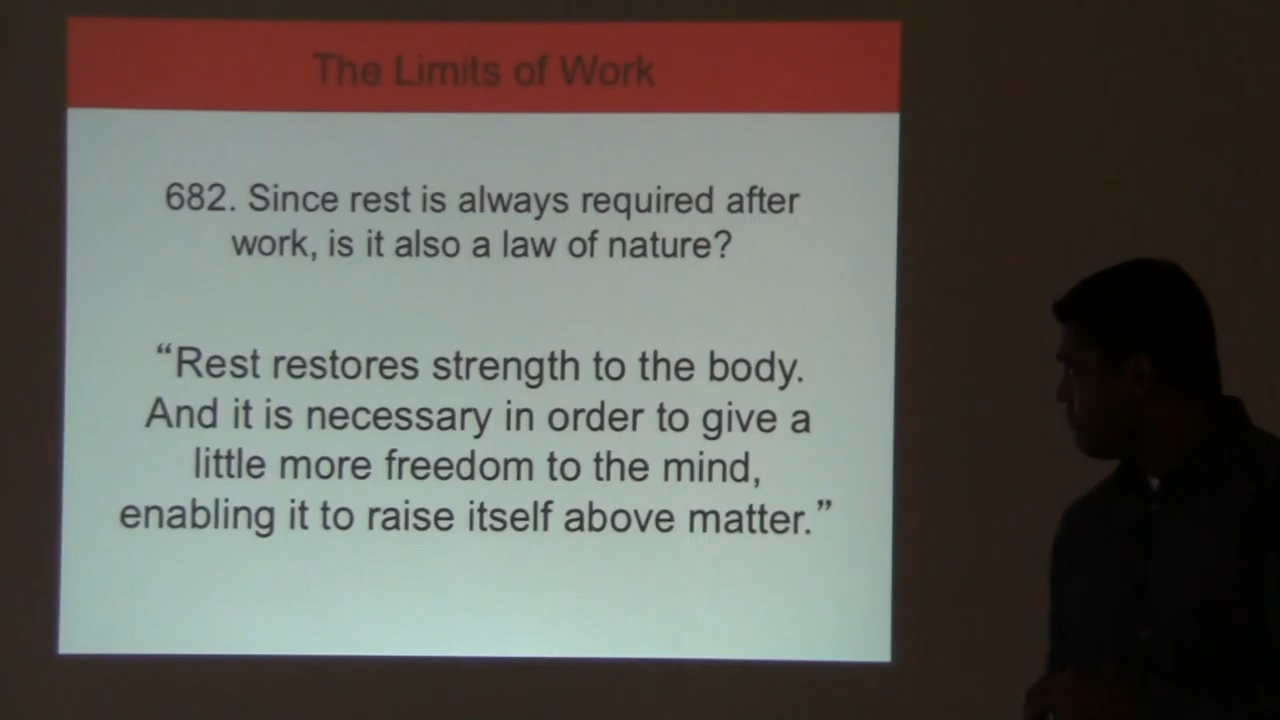 The Limits of Work
682. Since rest is always required after
work, is it also a law of nature?
“Rest restores strength to the body.
And it is necessary in order to give a
little more freedom to the mind,
enabling it to raise itself above matter.”